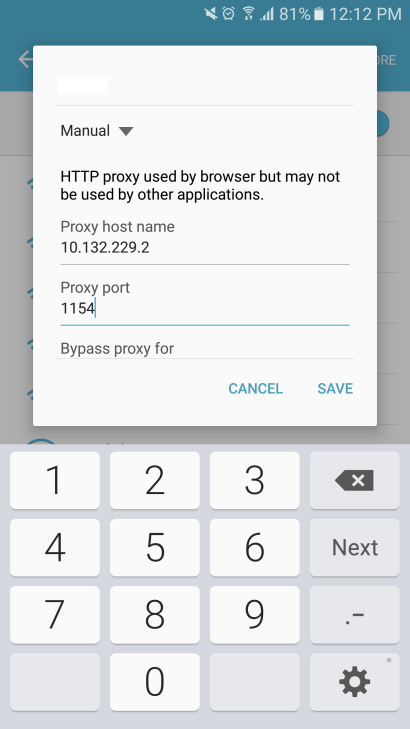 81% 12:12 PM
ORE
Manual
HTTP proxy used by browser but may not
be used by other applications.
Proxy host name
10.132.229.2
Proxy port
1154
Bypass proxy for
CANCEL SAVE
1 2 3
4 5 6 Next
7 8 9 .-
0